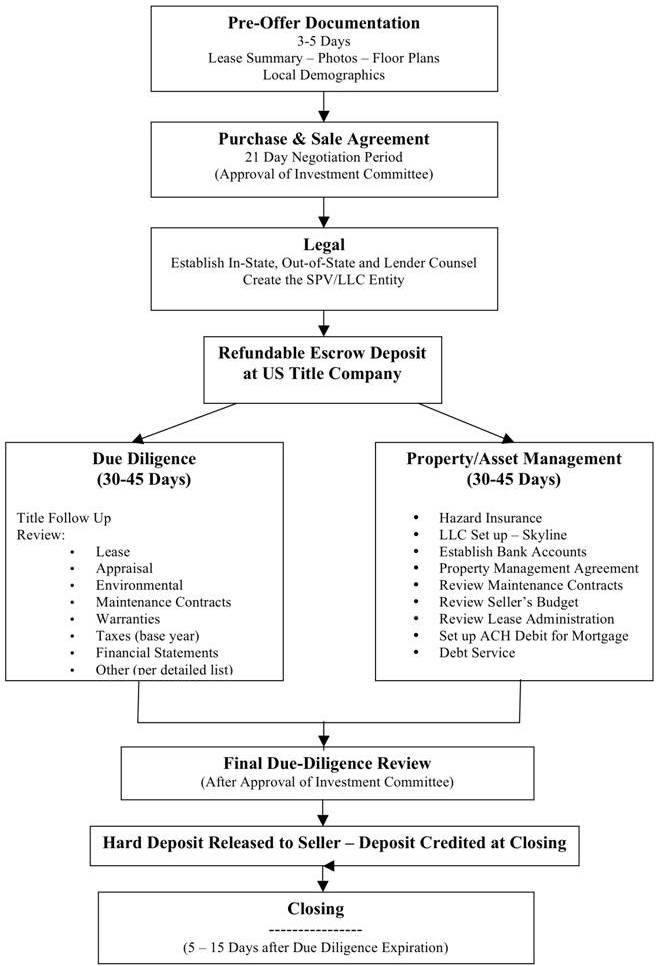 Pre-Offer Documentation
3-5 Days
Lease Summary – Photos – Floor Plans
Local Demographics
Purchase & Sale Agreement
21 Day Negotiation Period
(Approval of Investment Committee)
Legal
Establish In-State, Out-of-State and Lender Counsel
Create the SPV/LLC Entity
Refundable Escrow Deposit
at US Title Company
Due Diligence
(30-45 Days)
Title Follow Up
Review:
• Lease
• Appraisal
• Environmental
• Maintenance Contracts
• Warranties
• Taxes (base year)
• Financial Statements
• Other (per detailed list)
Property/Asset Management
(30-45 Days)
• Hazard Insurance
• LLC Set up – Skyline
• Establish Bank Accounts
• Property Management Agreement
• Review Maintenance Contracts
• Review Seller's Budget
• Review Lease Administration
• Set up ACH Debit for Mortgage
• Debt Service
Final Due-Diligence Review
(After Approval of Investment Committee)
Hard Deposit Released to Seller – Deposit Credited at Closing
Closing
----------------
(5 – 15 Days after Due Diligence Expiration)